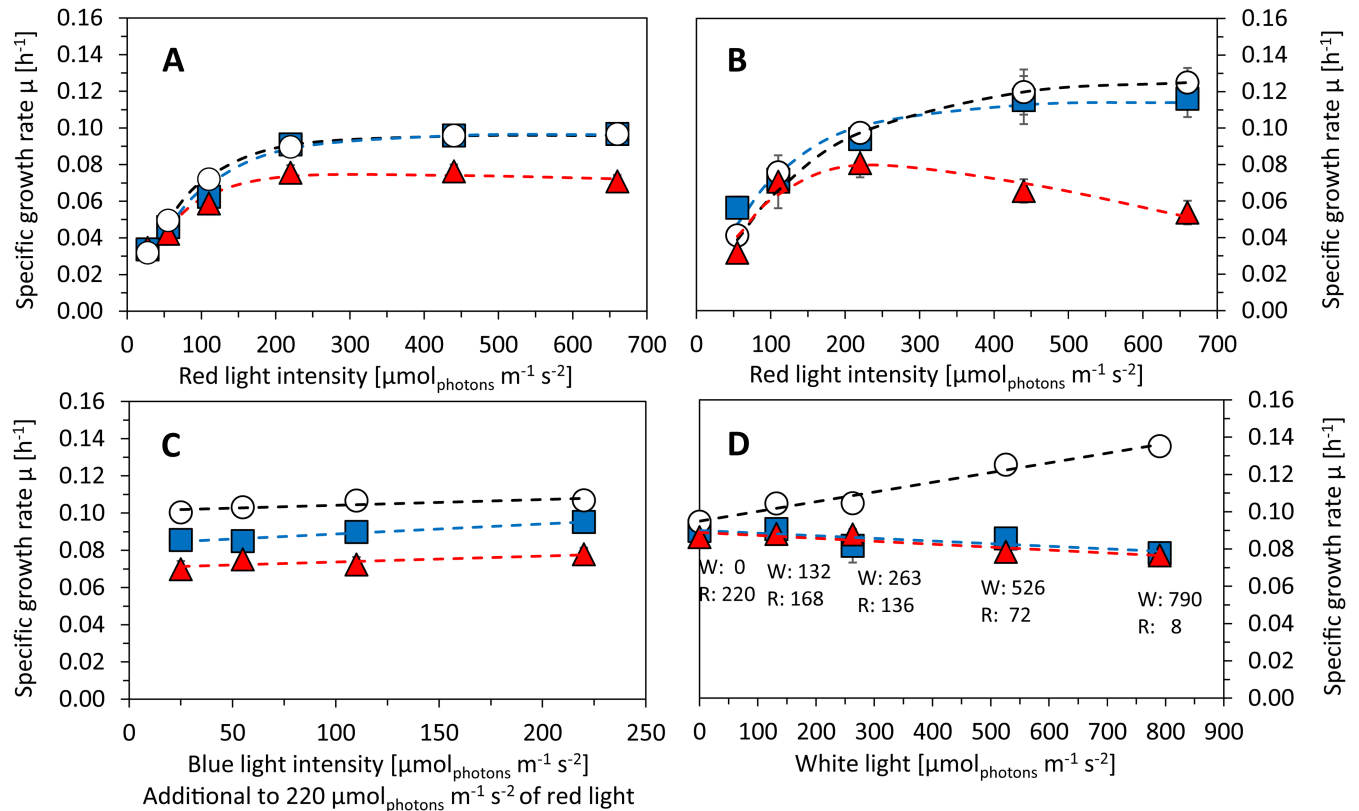 A
Specific growth rate µ [h-1]
0.16
0.14
0.12
0.10
0.08
0.06
0.04
0.02
0.00
0 100 200 300 400 500 600 700
Red light intensity [µmolphotons m-1 s-2]
B
0.16
0.14
0.12
0.10
0.08
0.06
0.04
0.02
0.00
Specific growth rate µ [h-1]
0 100 200 300 400 500 600 700
Red light intensity [µmolphotons m-1 s-2]
C
Specific growth rate µ [h-1]
0.16
0.14
0.12
0.10
0.08
0.06
0.04
0.02
0.00
0 50 100 150 200 250
Blue light intensity [µmolphotons m-1 s-2]
Additional to 220 µmolphotons m-1 s-2 of red light
D
0.16
0.14
0.12
0.10
0.08
0.06
0.04
0.02
0.00
Specific growth rate µ [h-1]
W: 0
R: 220
W: 132
R: 168
W: 263
R: 136
W: 526
R: 72
W: 790
R: 8
0 100 200 300 400 500 600 700 800 900
White light [µmolphotons m-1 s-2]